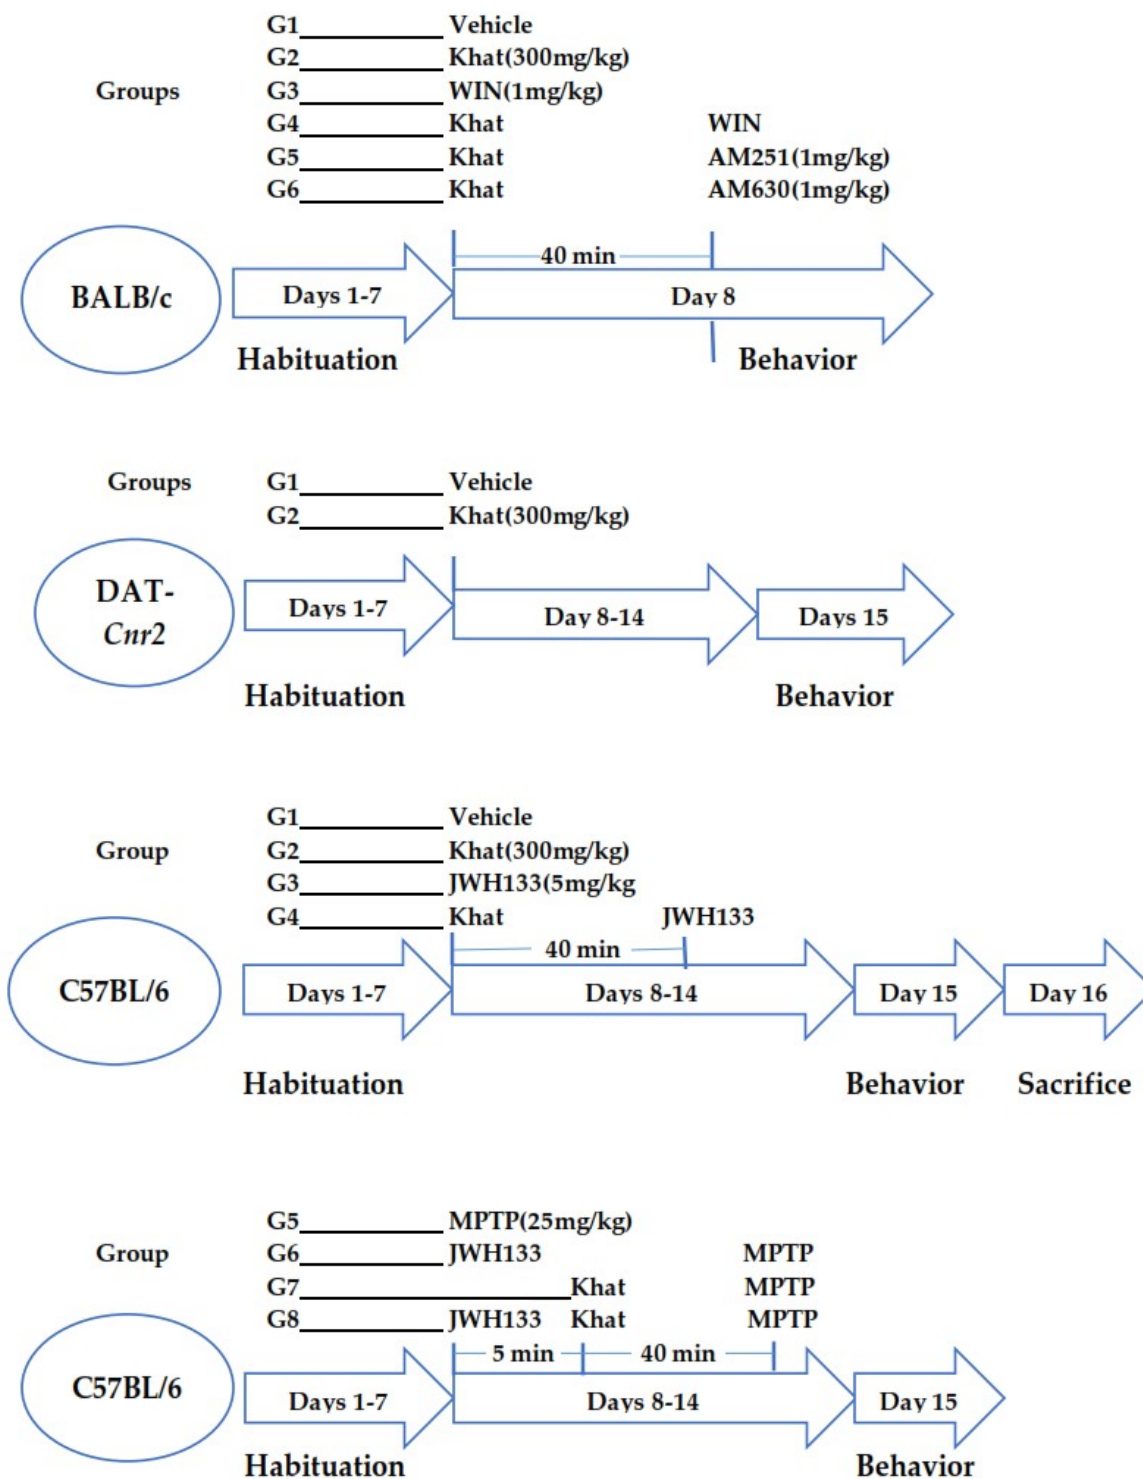 G1 Vehicle
G2 Khat(300mg/kg)
Groups G3 WIN(1mg/kg)
G4 Khat WIN
G5 Khat AM251(1mg/kg)
G6 Khat AM630(1mg/kg)
40 min
BALB/c Days 1-7 Day 8
Habituation Behavior
Groups G1 Vehicle
G2 Khat(300mg/kg)
DAT-
Cnr2
Days 1-7 Day 8-14 Days 15
Habituation Behavior
G1 Vehicle
Group G2 Khat(300mg/kg)
G3 JWH133(5mg/kg
G4 Khat JWH133
40 min
C57BL/6 Days 1-7 Days 8-14 Day 15 Day 16
Habituation Behavior Sacrifice
G5 MPTP(25mg/kg)
Group G6 JWH133 MPTP
G7 Khat MPTP
G8 JWH133 Khat MPTP
5 min 40 min
C57BL/6 Days 1-7 Days 8-14 Day 15
Habituation Behavior